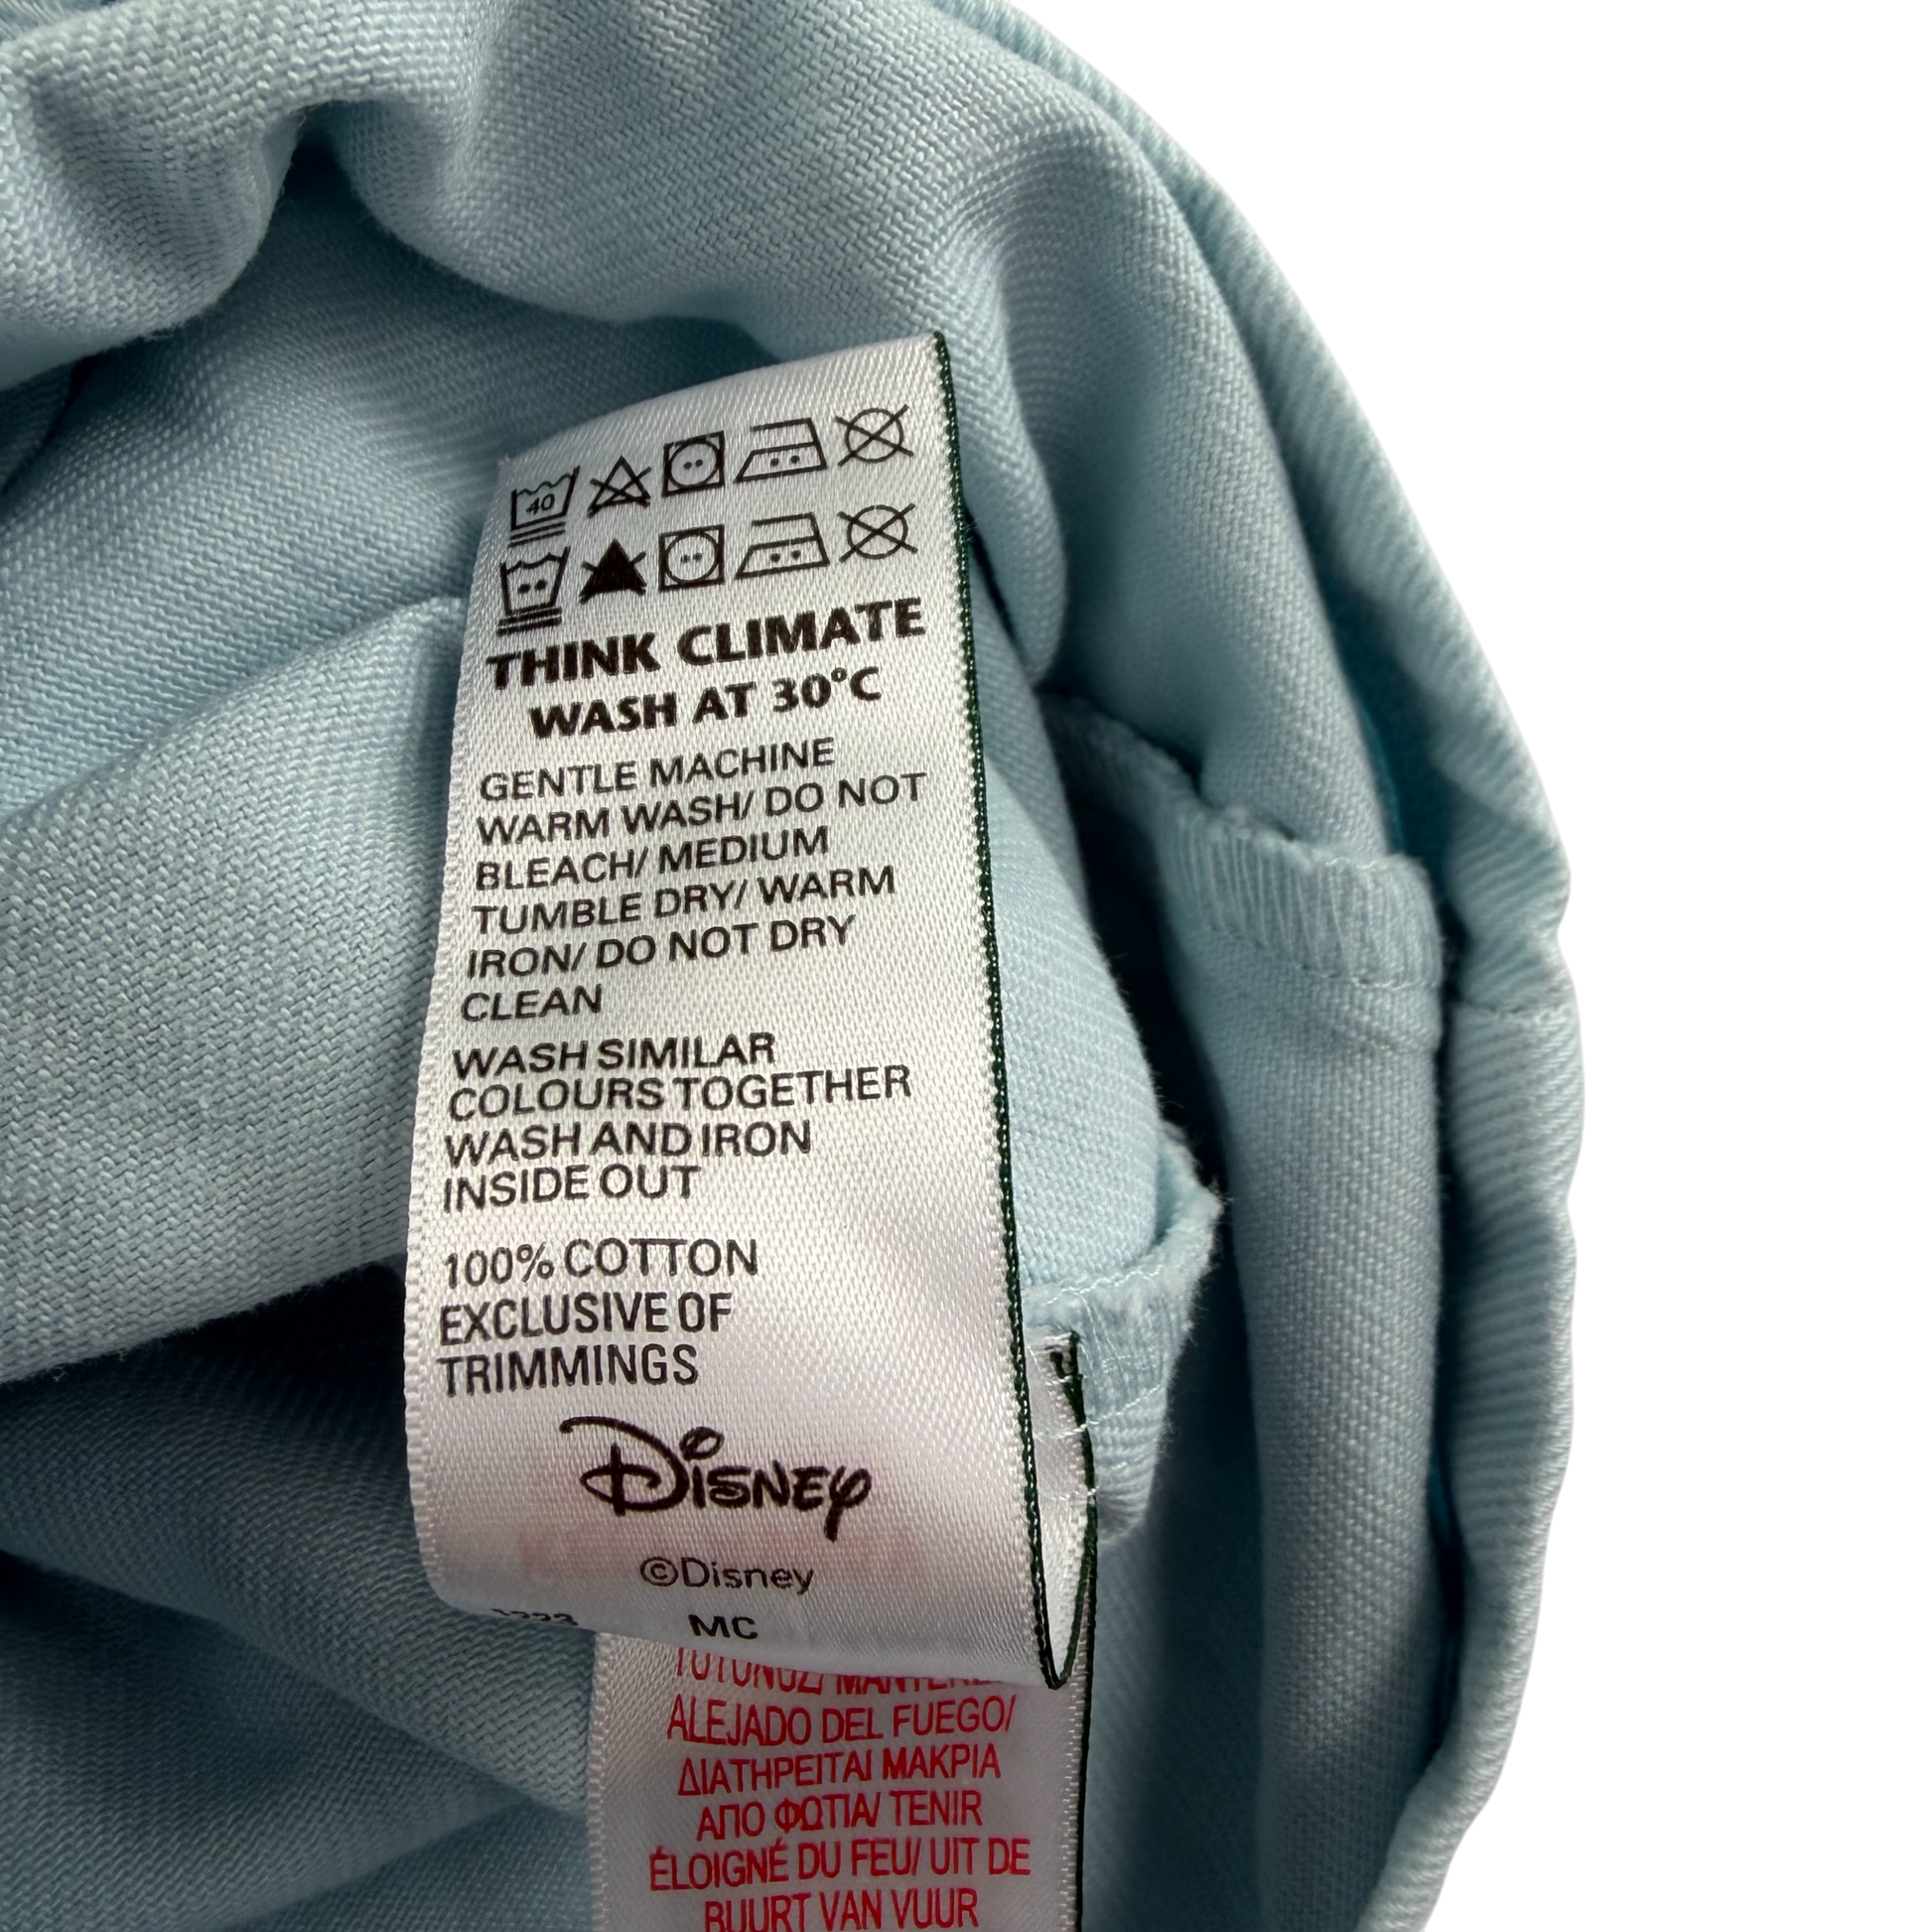 40
THINK CLIMATE
WASH AT 30°C
GENTLE MACHINE
WARM WASH/ DO NOT
BLEACH/ MEDIUM
TUMBLE DRY/ WARM
IRON/ DO NOT DRY
CLEAN
WASH SIMILAR
COLOURS TOGETHER
WASH AND IRON
INSIDE OUT
100% COTTON
EXCLUSIVE OF
TRIMMINGS
Disney
©Disney
MC
ALEJADO DEL FUEGO/
ΔΙΑΤΗΡΕΙΤΑΙ ΜΑΚΡΙΑ
ΑΠΟ ΦΩΤΙΑ/ TENIR
ÉLOIGNÉ DU FEU/ UIT DE
BUURT VAN VUUR